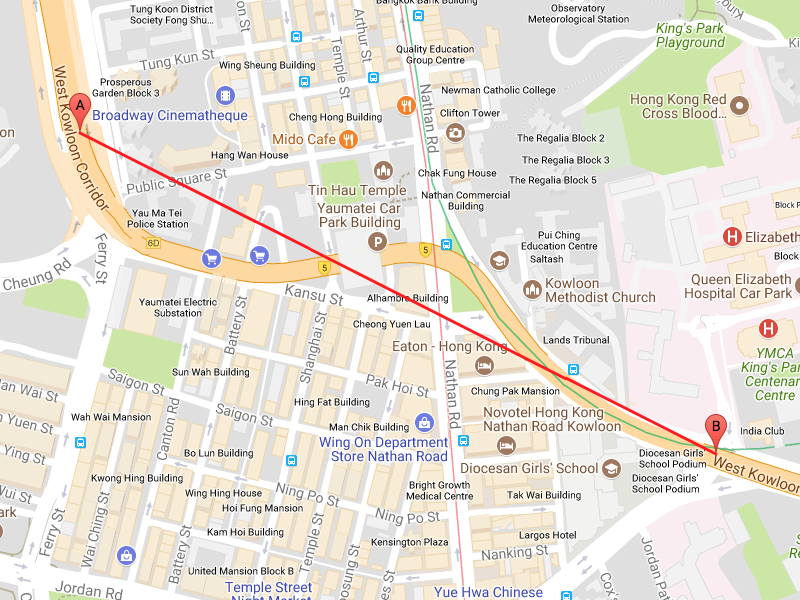 Tung Koon District
Society Fong Shu...
Bangkok Bank Building
Observatory
Meteorological Station
King's Park
Playground
Arthur St
Temple St
Tung Kun St
Wing Sheung Building
Quality Education
Group Centre
Prosperous
Garden Block 3
Newman Catholic College
Hong Kong Red
Cross Blood...
A
Broadway Cinematheque
Cheng Hong Building
Clifton Tower
Nathan Rd
West Kowloon Corridor
Mido Cafe
The Regalia Block 2
Hang Wan House
The Regalia Block 3
Chak Fung House
The Regalia Block 5
Public Square St
Tin Hau Temple
Nathan Commercial
Building
Yaumatei Car
Park Building
P
Yau Ma Tei
Police Station
Block
6D
5
5
Pui Ching
Education Centre
Saltash
H
Elizabeth
Block
Ferry St
Cheung Rd
Kowloon
Methodist Church
Queen Elizabeth
Hospital Car Park
Kansu St
Alhambra Building
Yaumatei Electric
Substation
Battery St
Shanghai St
Cheong Yuen Lau
H
Eaton - Hong Kong
Lands Tribunal
YMCA
King's Park
Centenary
Centre
Sun Wah Building
Saigon St
Pak Hoi St
Chung Pak Mansion
an Wai St
Hing Fat Building
Nathan Rd
Novotel Hong Kong
Nathan Road Kowloon
B
India Club
Wah Wai Mansion
Canton Rd
Saigon St
Man Chik Building
Wing On Department
Store Nathan Road
n Yuen St
Ying St
Bo Lun Building
Diocesan Girls' School
Diocesan Girls'
School Podium
Diocesan Girls'
School Podium
West Kowloon
Kwong Hing Building
Wing Hing House
Hoi Fung Mansion
Ning Po St
Bright Growth
Medical Centre
Tak Wai Building
Wui St
Ning Po St
Wai Ching St
Kam Hoi Building
Largos Hotel
Ferry St
Battery St
Temple St
Kensington Plaza
Nanking St
United Mansion Block B
Jordan Rd
Temple Street
Night Market
Yue Hwa Chinese
Cox's
Jordan Pat